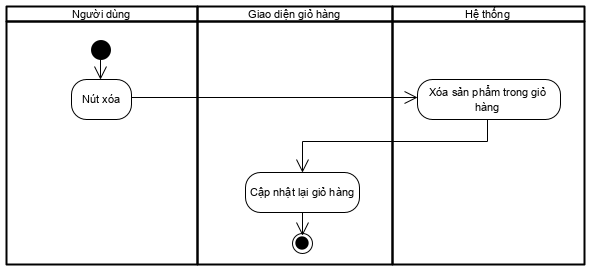 Người dùng
Giao diện giỏ hàng
Hệ thống
Nút xóa
Xóa sản phẩm trong giỏ
hàng
Cập nhật lại giỏ hàng